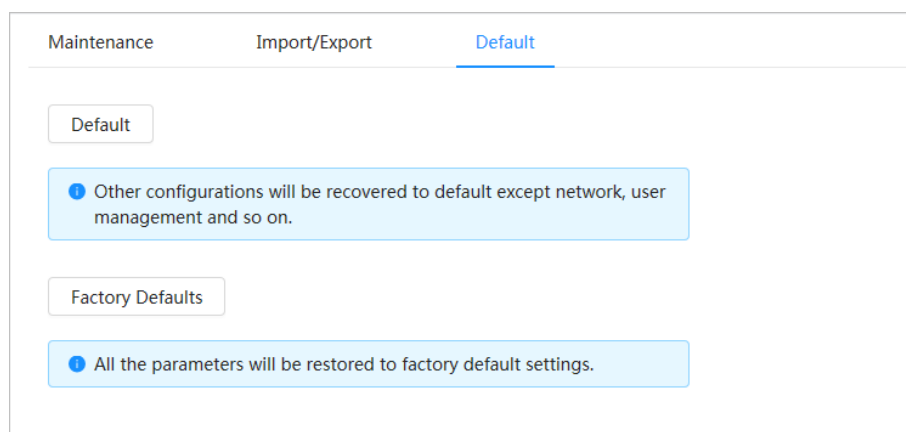 Maintenance Import/Export Default
Default
Other configurations will be recovered to default except network, user
management and so on.
Factory Defaults
All the parameters will be restored to factory default settings.